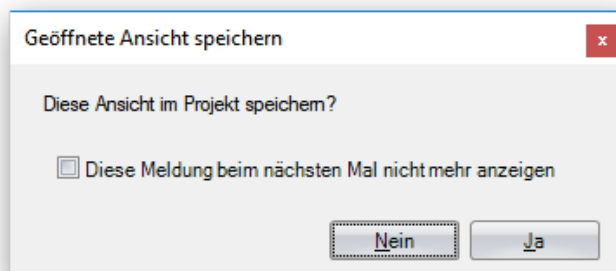 Geöffnete Ansicht speichern
x
Diese Ansicht im Projekt speichern?
Diese Meldung beim nächsten Mal nicht mehr anzeigen
Nein Ja